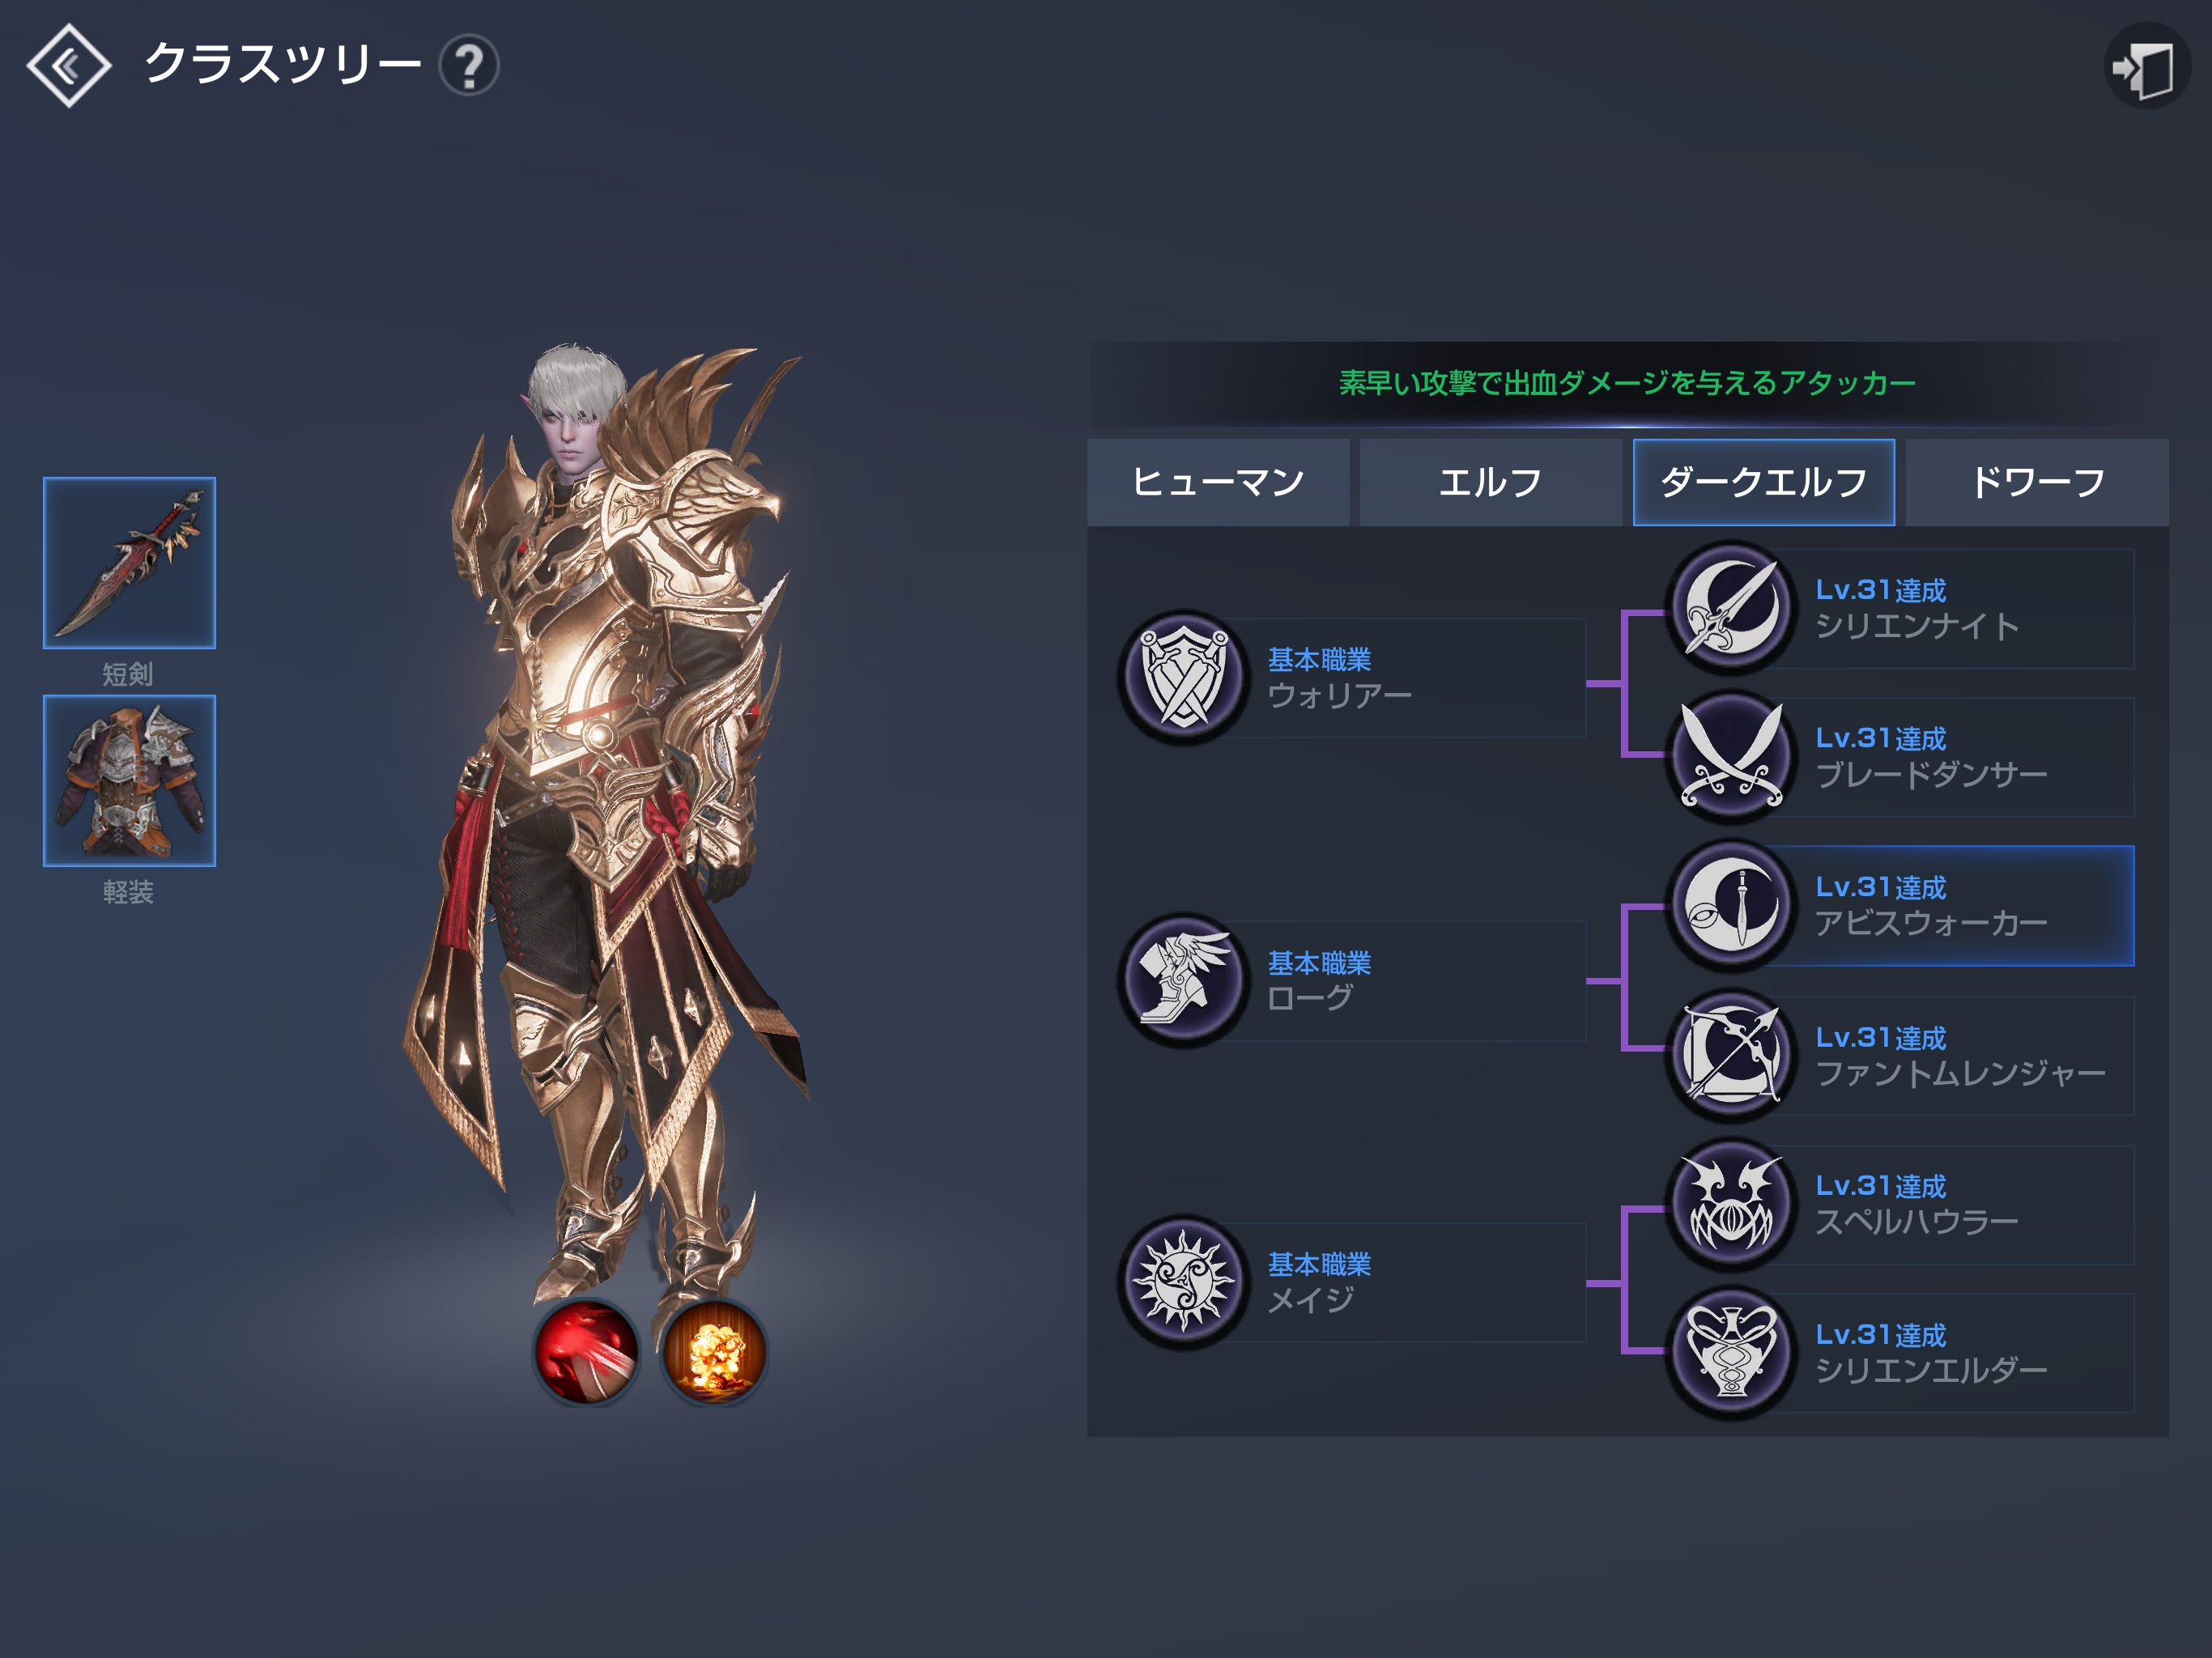 クラスツリー ?
短剣
軽装
素早い攻撃で出血ダメージを与えるアタッカー
ヒューマン
エルフ
ダークエルフ
ドワーフ
基本職業
ウォリアー
Lv.31達成
シリエンナイト
Lv.31達成
ブレードダンサー
基本職業
ローグ
Lv.31達成
アビスウォーカー
Lv.31達成
ファントムレンジャー
基本職業
メイジ
Lv.31達成
スペルハウラー
Lv.31達成
シリエンエルダー